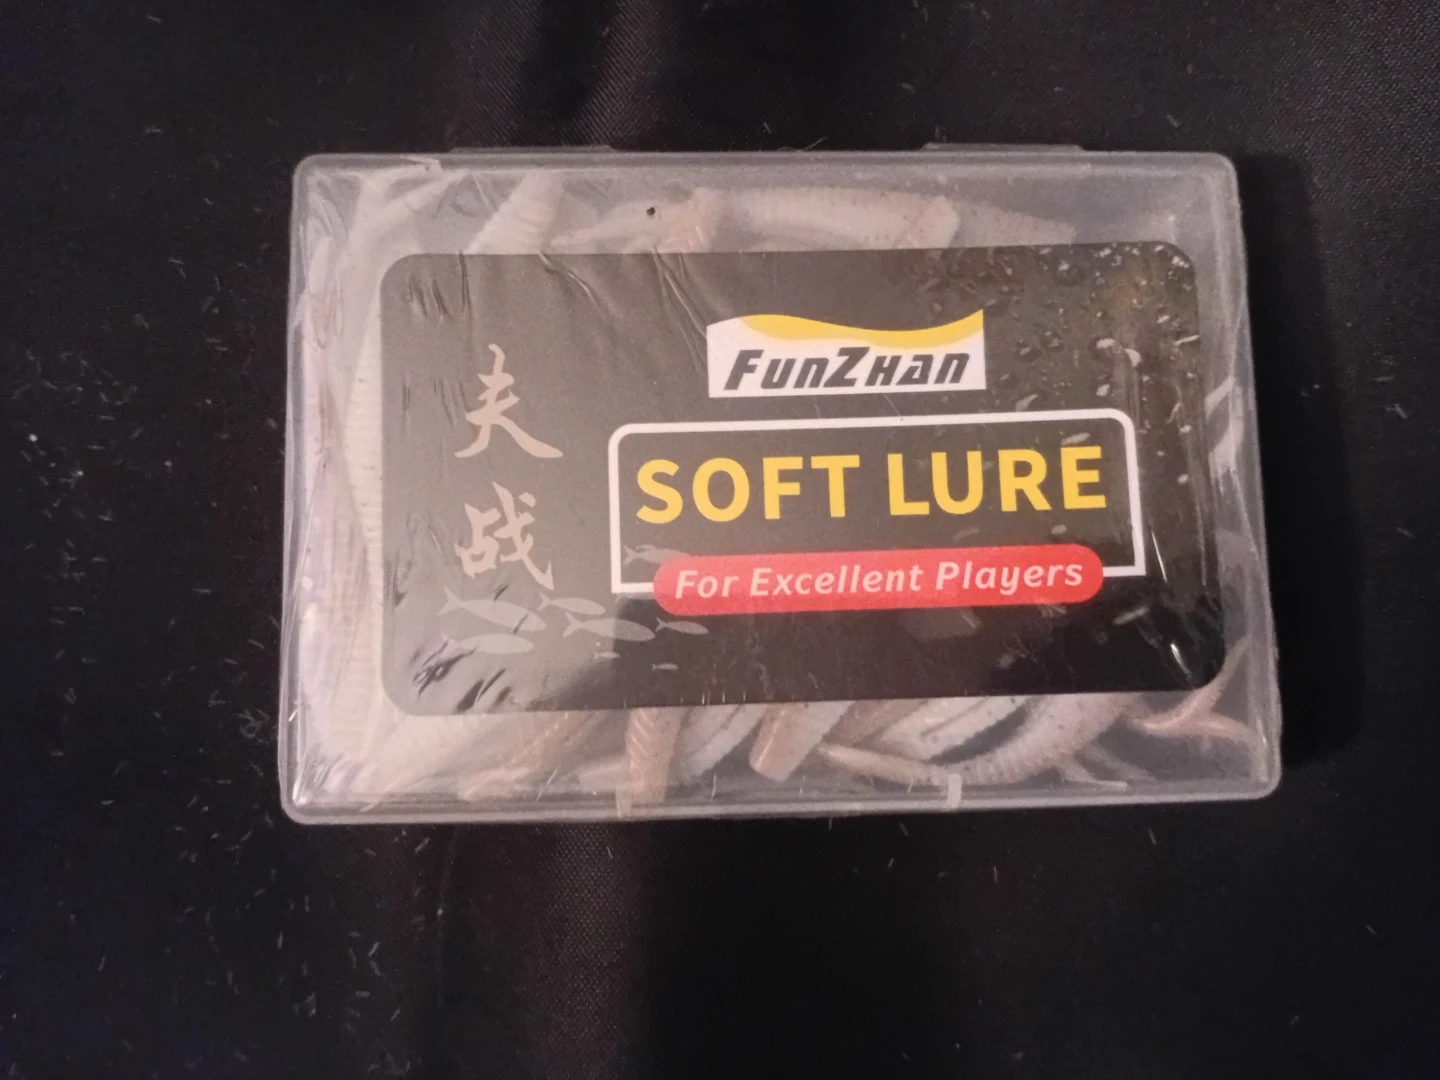 夫战
FunZhan
SOFT LURE
For Excellent Players